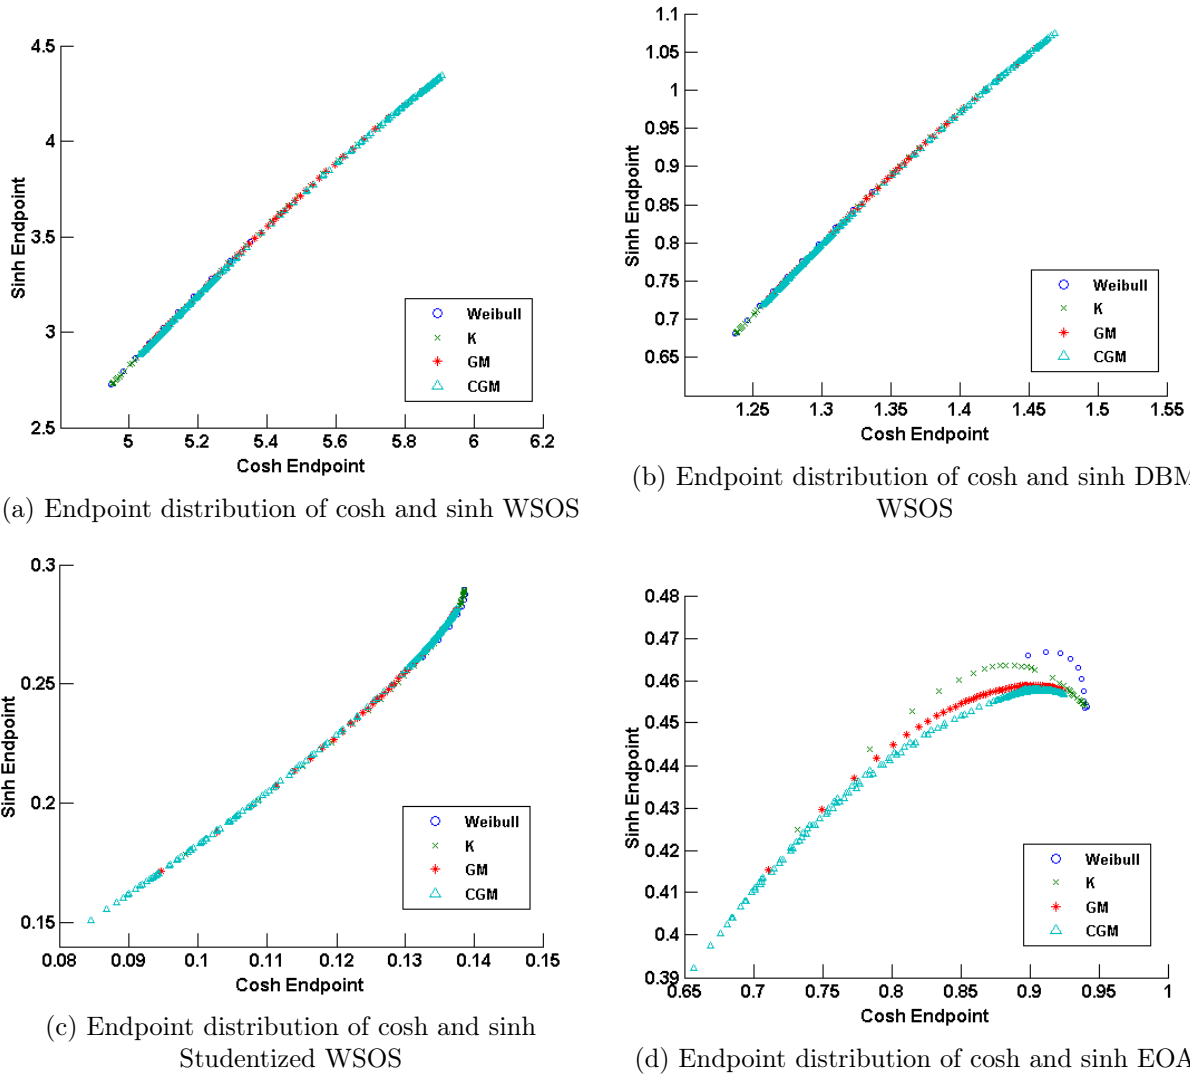 4.5
4
3.5
3
2.5
Sinh Endpoint
5
5.2
5.4
5.6
5.8
6
6.2
Cosh Endpoint
Weibull
K
GM
CGM
(a) Endpoint distribution of cosh and sinh WSOS
1.1
1.05
1
0.95
0.9
0.85
0.8
0.75
0.7
0.65
Sinh Endpoint
1.25
1.3
1.35
1.4
1.45
1.5
1.55
Cosh Endpoint
Weibull
K
GM
CGM
(b) Endpoint distribution of cosh and sinh DBM
WSOS
0.3
0.25
0.2
0.15
Sinh Endpoint
0.08
0.09
0.1
0.11
0.12
0.13
0.14
0.15
Cosh Endpoint
Weibull
K
GM
CGM
(c) Endpoint distribution of cosh and sinh
Studentized WSOS
0.48
0.47
0.46
0.45
0.44
0.43
0.42
0.41
0.4
0.39
Sinh Endpoint
0.65
0.7
0.75
0.8
0.85
0.9
0.95
1
Cosh Endpoint
Weibull
K
GM
CGM
(d) Endpoint distribution of cosh and sinh EOA